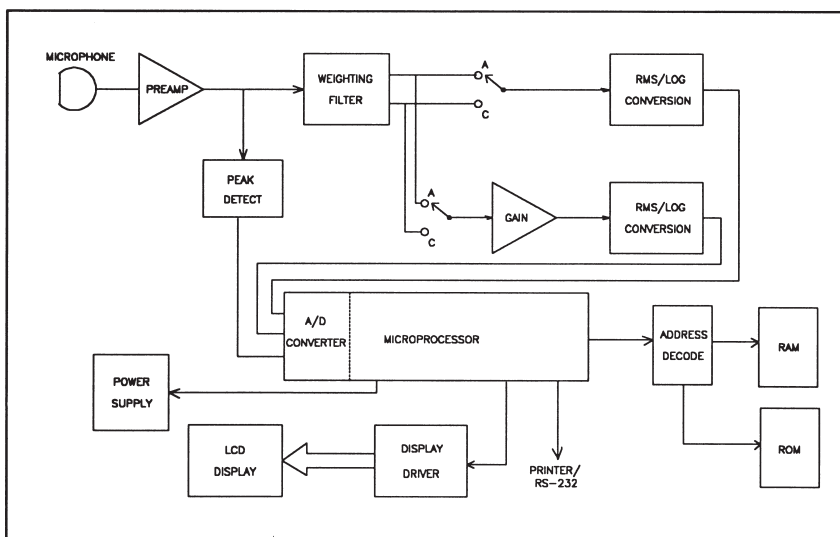 MICROPHONE
PREAMP
WEIGHTING
FILTER
A
C
RMS/LOG
CONVERSION
PEAK
DETECT
A
C
GAIN
RMS/LOG
CONVERSION
A/D
CONVERTER
MICROPROCESSOR
ADDRESS
DECODE
RAM
POWER
SUPPLY
LCD
DISPLAY
DISPLAY
DRIVER
PRINTER/
RS-232
ROM